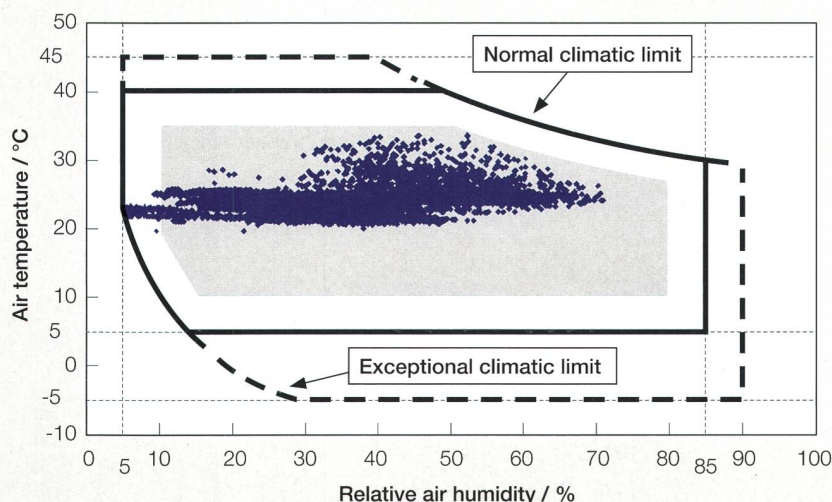 50
45
40
30
20
10
5
0
-5
-10
Air temperature / °C
Normal climatic limit
Exceptional climatic limit
0 5 10 20 30 40 50 60 70 80 85 90 100
Relative air humidity / %